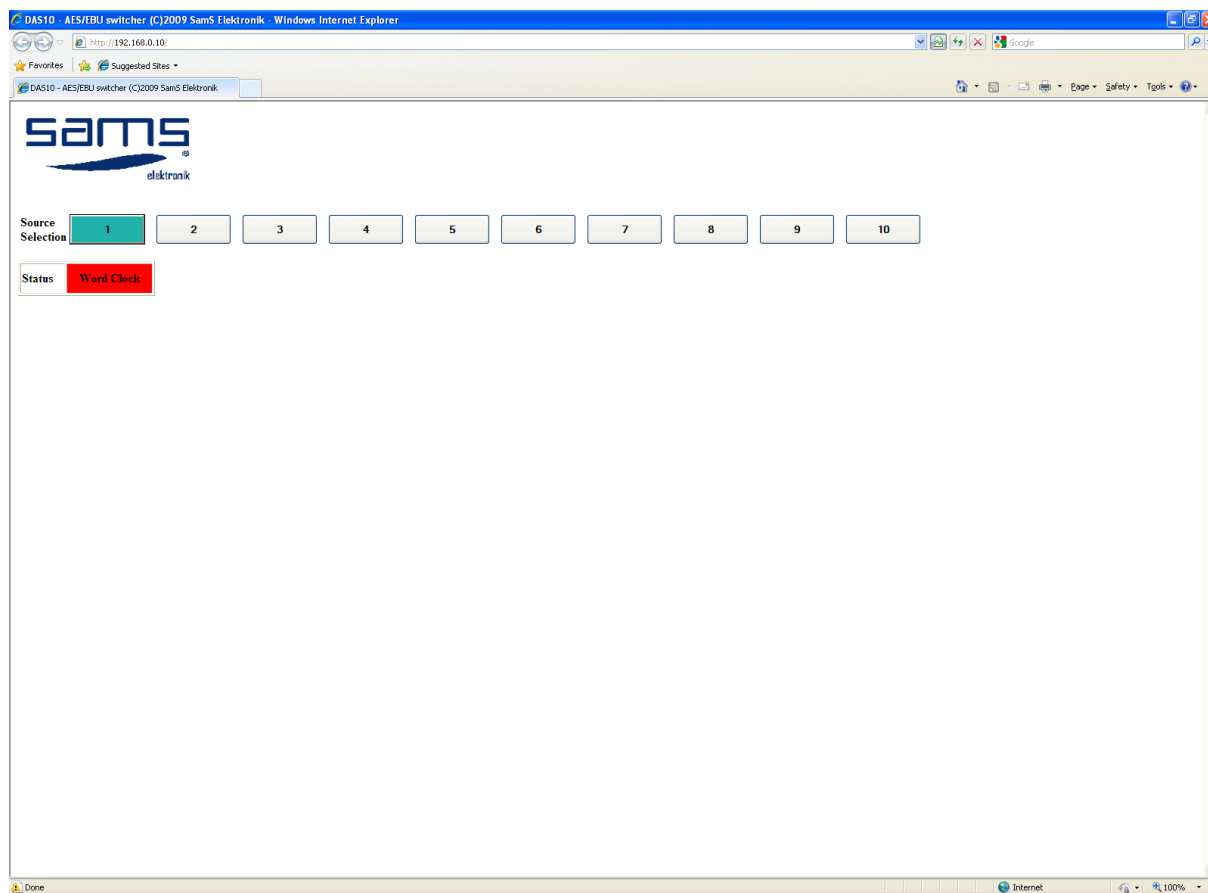 DAS10 - AES/EBU switcher (C)2009 SamS Elektronik - Windows Internet Explorer
http://192.168.0.10/
Google
Favorites Suggested Sites
DAS10 - AES/EBU switcher (C)2009 SamS Elektronik
Page Safety Tools
sams
®
elektronik
Source
Selection
1 2 3 4 5 6 7 8 9 10
Status Word Clock
Done Internet 100%